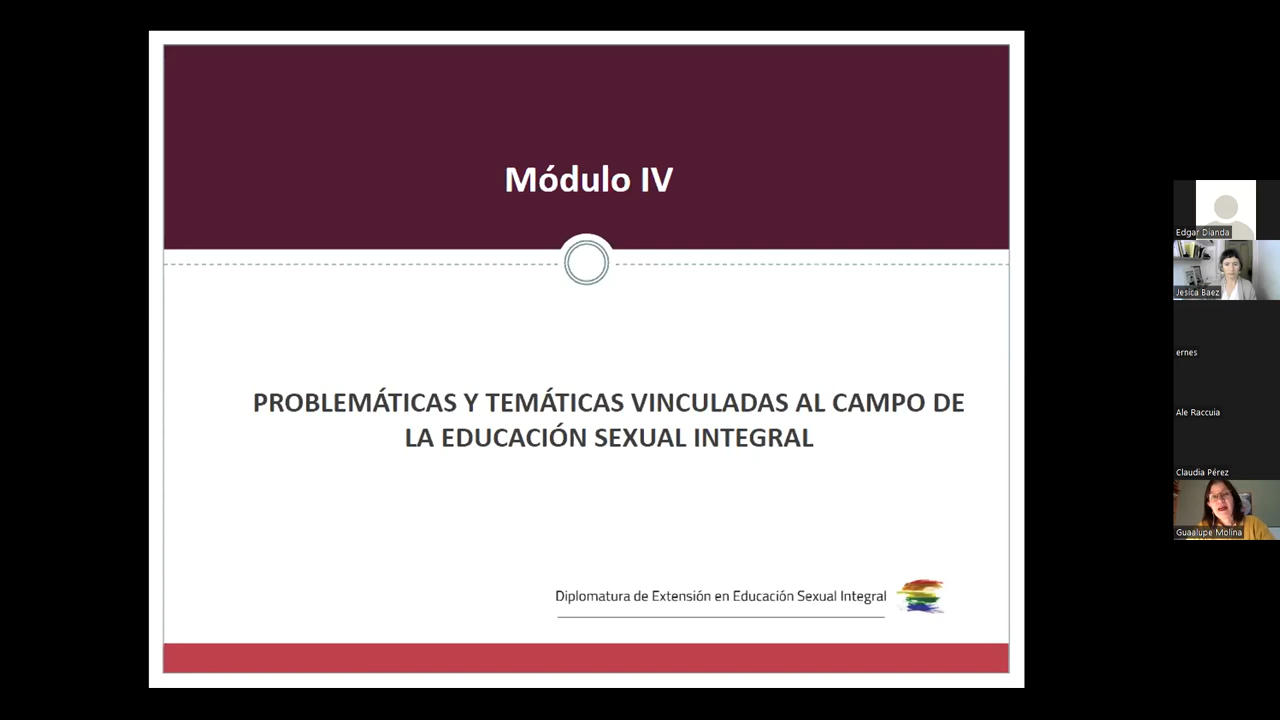 Módulo IV
PROBLEMÁTICAS Y TEMÁTICAS VINCULADAS AL CAMPO DE
LA EDUCACIÓN SEXUAL INTEGRAL
Diplomatura de Extensión en Educación Sexual Integral
Edgar Dianda
Jesica Baez
ernes
Ale Raccuia
Claudia Pérez
Guaalupe Molina